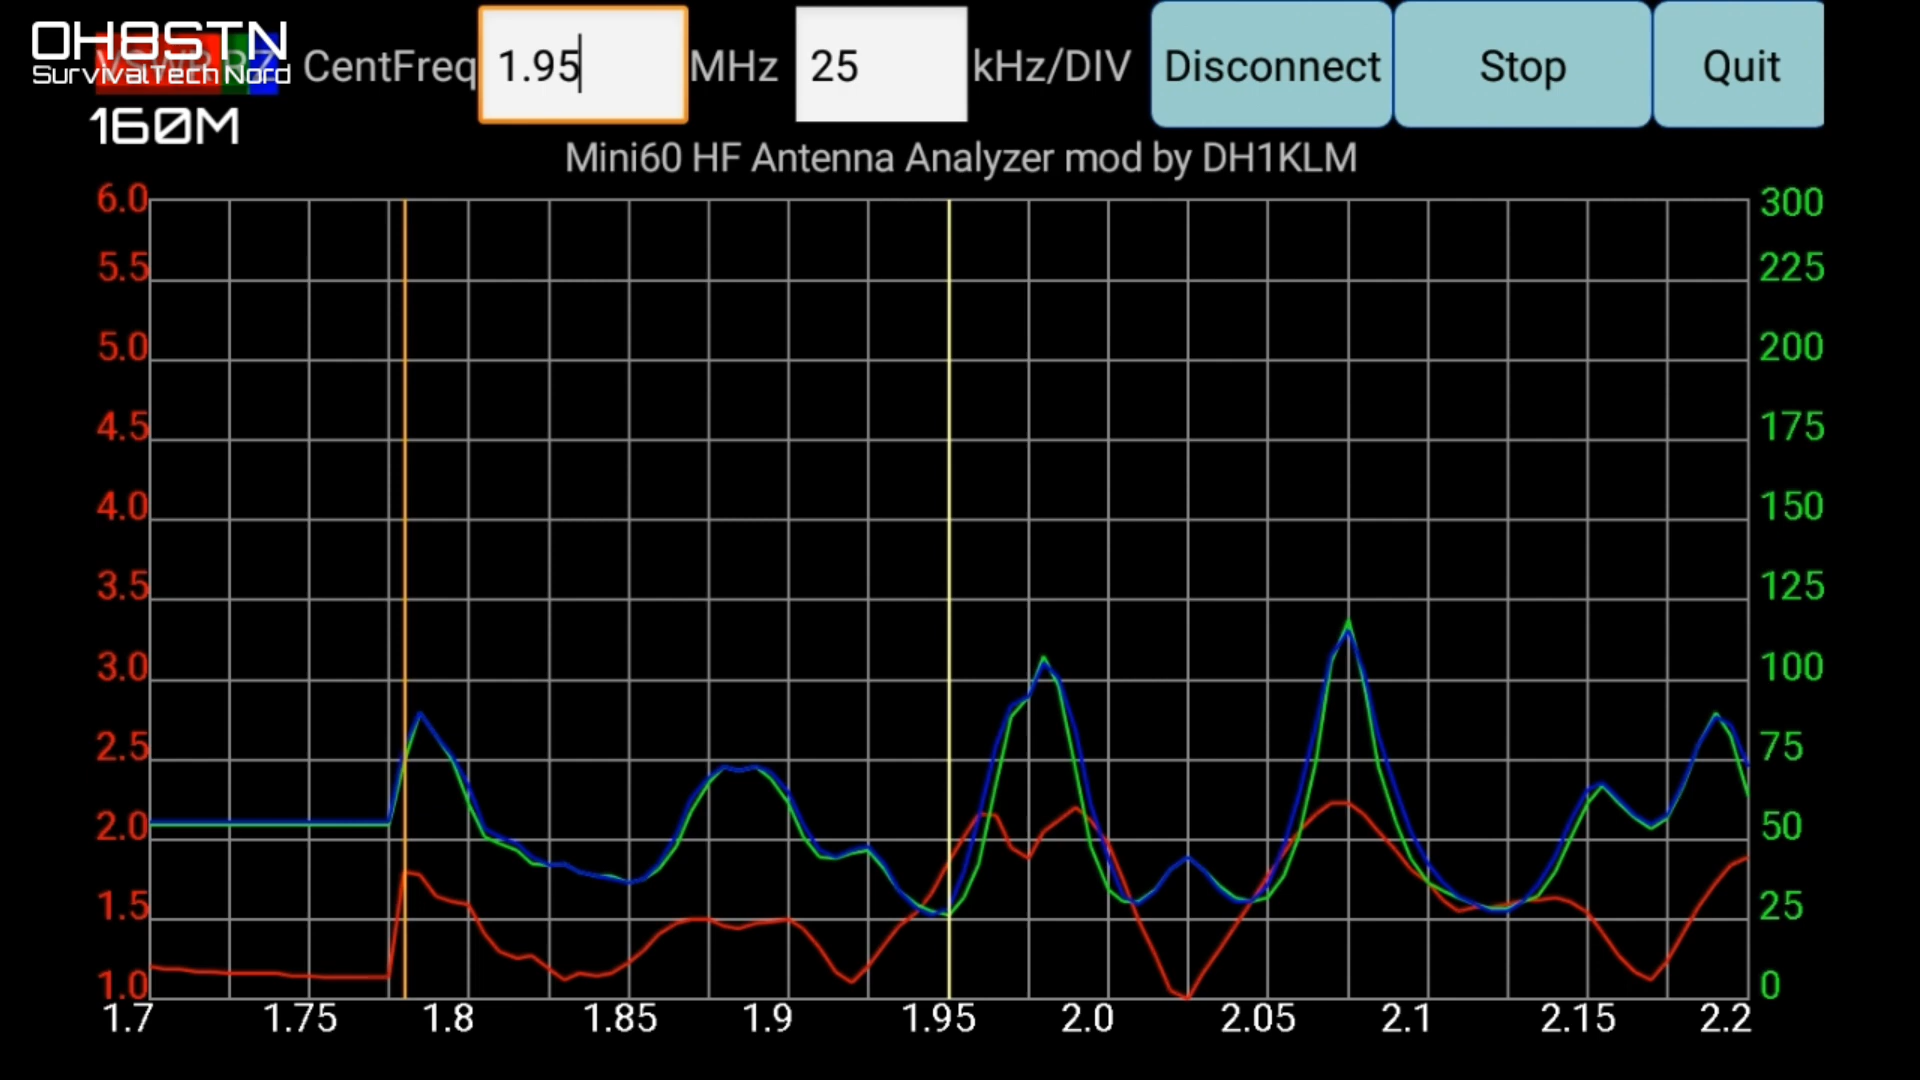 OH8STN
SurvivalTech Nord
160M
CentFreq 1.95 MHz 25 kHz/DIV Disconnect Stop Quit
Mini60 HF Antenna Analyzer mod by DH1KLM
6.0 300
5.5 225
5.0 200
4.5 175
4.0 150
3.5 125
3.0 100
2.5 75
2.0 50
1.5 25
1.0 0
1.7 1.75 1.8 1.85 1.9 1.95 2.0 2.05 2.1 2.15 2.2